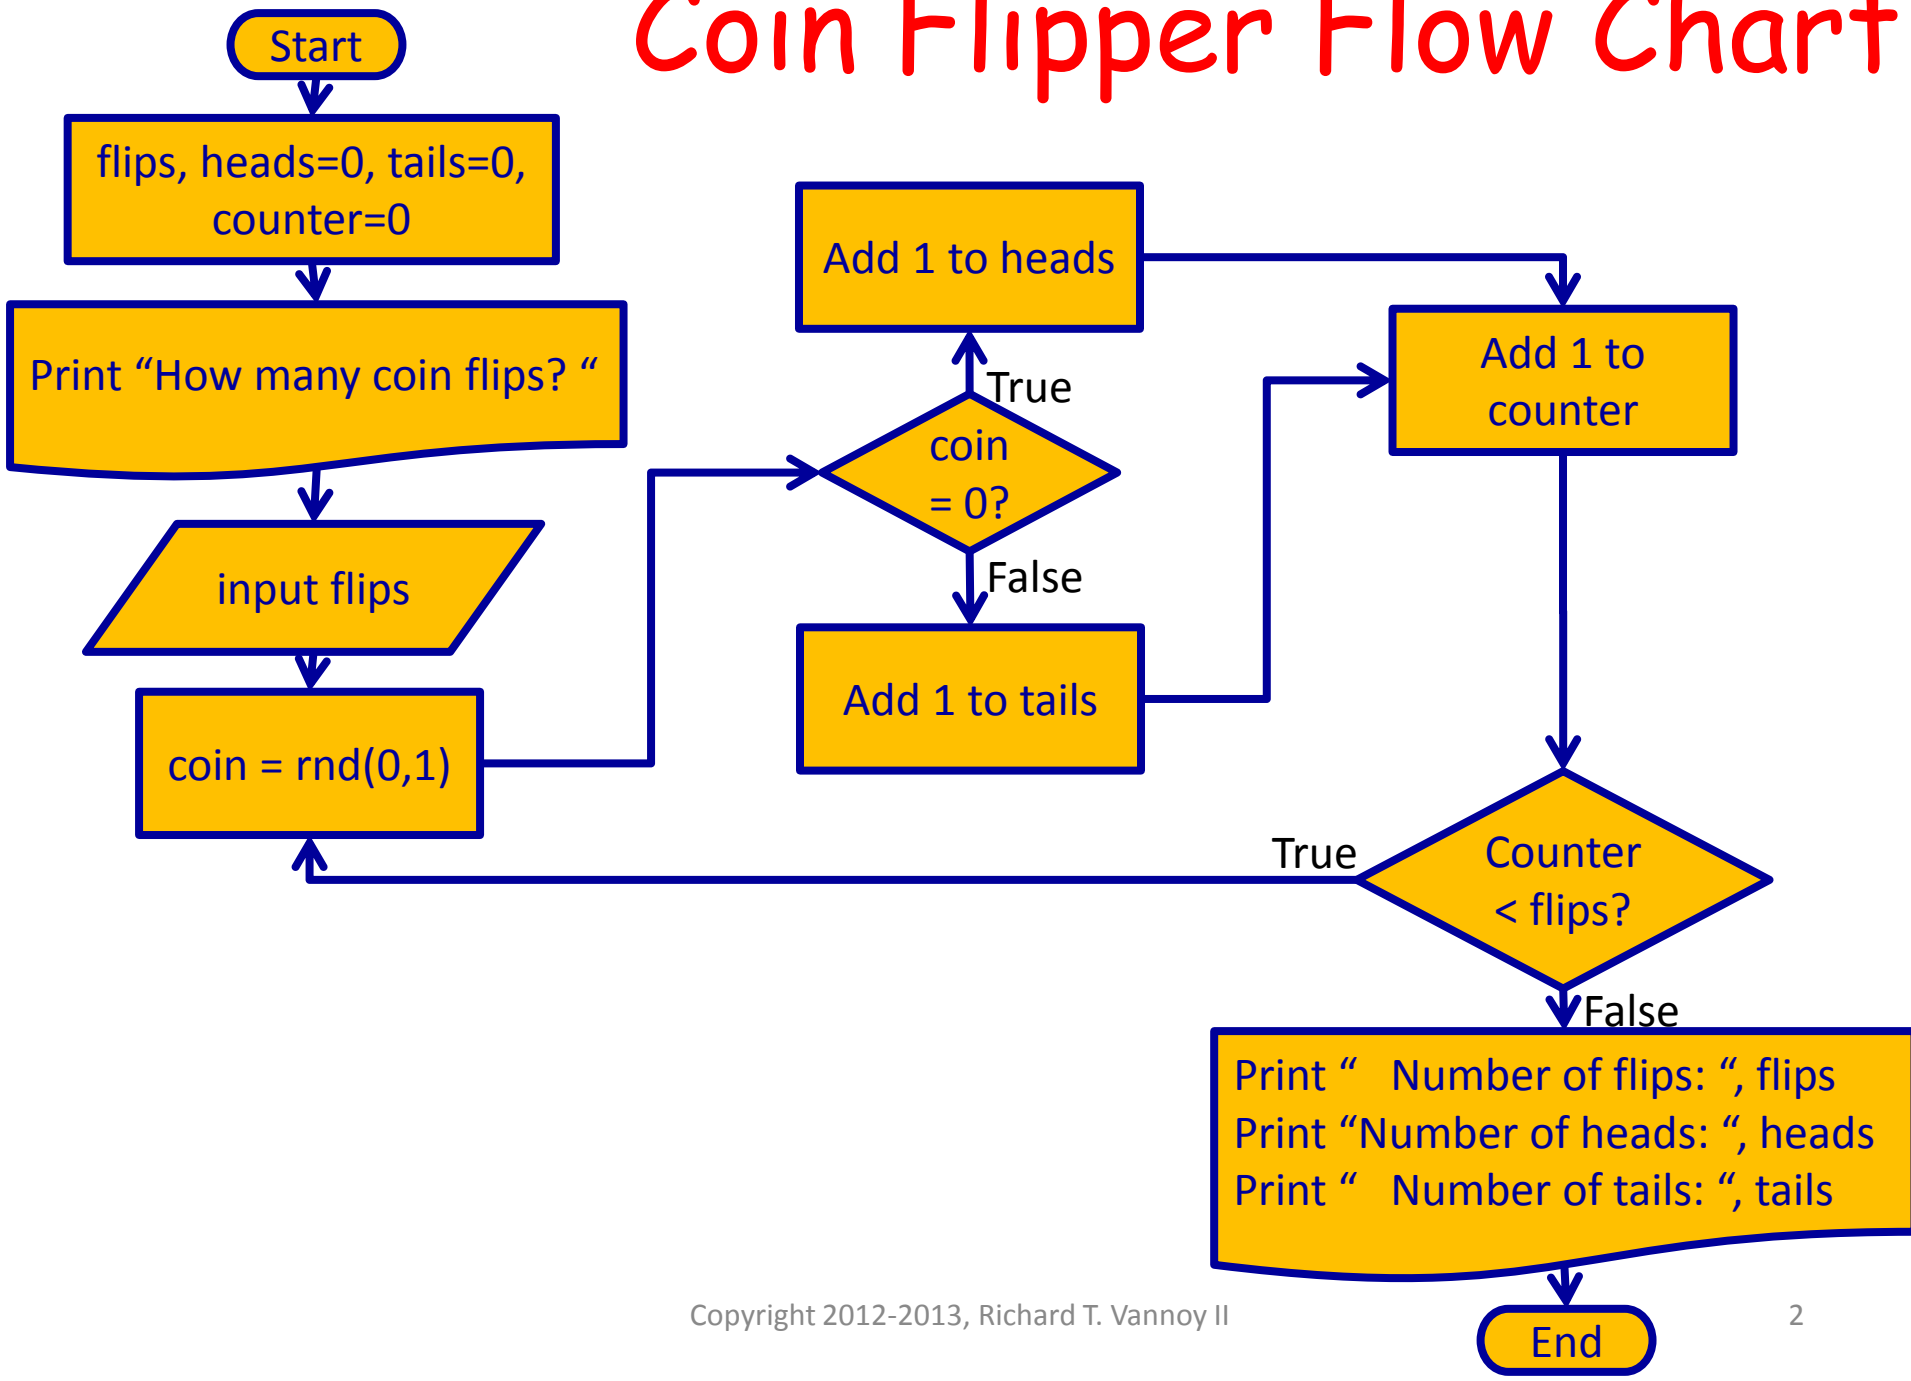 Coin Flipper Flow Chart
Start
flips, heads=0, tails=0,
counter=0
Print “How many coin flips? “
input flips
coin = rnd(0,1)
Add 1 to heads
True
coin
= 0?
False
Add 1 to tails
Add 1 to
counter
True
Counter
< flips?
False
Print “   Number of flips: “, flips
Print “Number of heads: “, heads
Print “   Number of tails: “, tails
End
Copyright 2012-2013, Richard T. Vannoy II
2